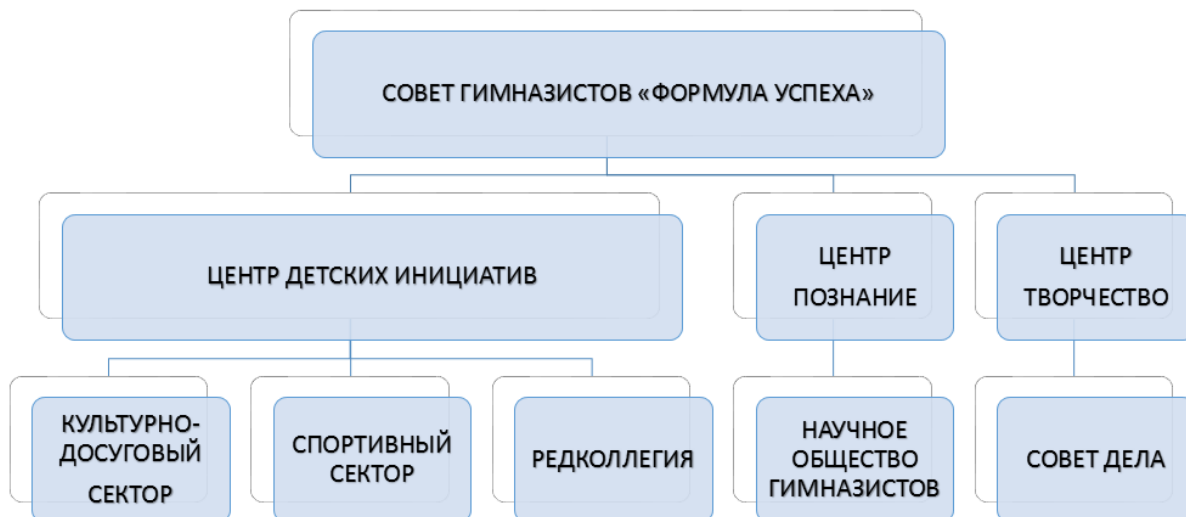 СОВЕТ ГИМНАЗИСТОВ «ФОРМУЛА УСПЕХА»
ЦЕНТР ДЕТСКИХ ИНИЦИАТИВ
ЦЕНТР
ПОЗНАНИЕ
ЦЕНТР
ТВОРЧЕСТВО
КУЛЬТУРНО-
ДОСУГОВЫЙ
СЕКТОР
СПОРТИВНЫЙ
СЕКТОР
РЕДКОЛЛЕГИЯ
НАУЧНОЕ
ОБЩЕСТВО
ГИМНАЗИСТОВ
СОВЕТ ДЕЛА